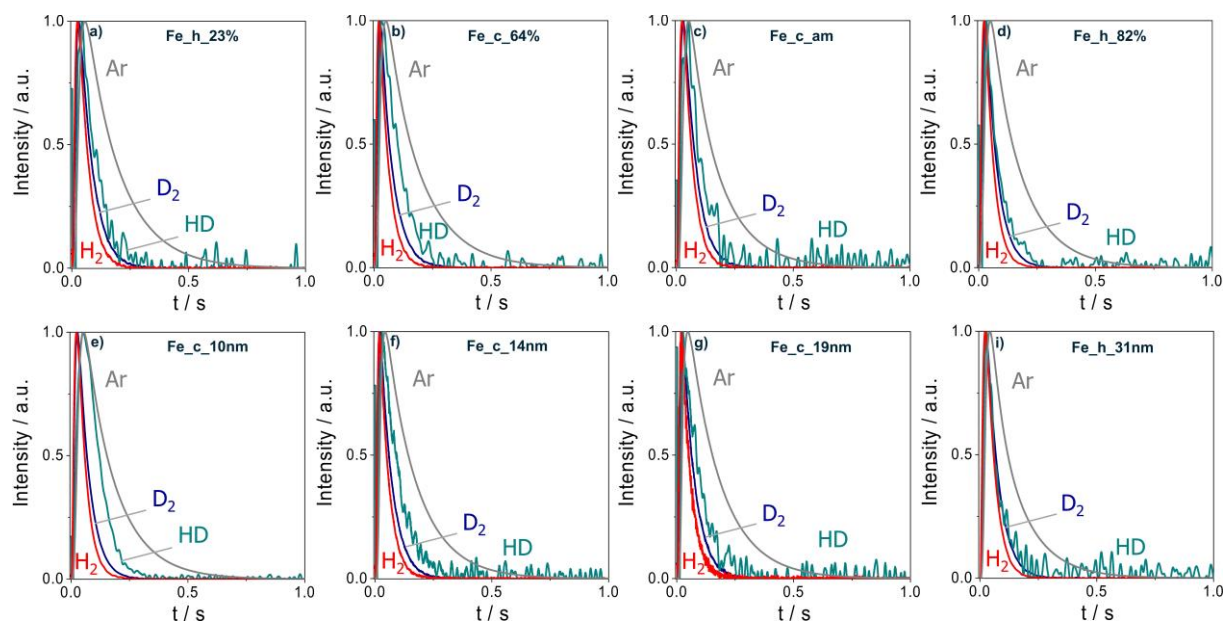 a) Fe_h_23%
Ar
D2
HD
H2
Intensity / a.u.
1.0
0.5
0.0
0.0 0.5 1.0
t / s
b) Fe_c_64%
Ar
D2
HD
H2
Intensity / a.u.
1.0
0.5
0.0
0.0 0.5 1.0
t / s
c) Fe_c_am
Ar
D2
HD
H2
Intensity / a.u.
1.0
0.5
0.0
0.0 0.5 1.0
t / s
d) Fe_h_82%
Ar
D2
HD
H2
Intensity / a.u.
1.0
0.5
0.0
0.0 0.5 1.0
t / s
e) Fe_c_10nm
Ar
D2
HD
H2
Intensity / a.u.
1.0
0.5
0.0
0.0 0.5 1.0
t / s
f) Fe_c_14nm
Ar
D2
HD
H2
Intensity / a.u.
1.0
0.5
0.0
0.0 0.5 1.0
t / s
g) Fe_c_19nm
Ar
D2
HD
H2
Intensity / a.u.
1.0
0.5
0.0
0.0 0.5 1.0
t / s
i) Fe_h_31nm
Ar
D2
HD
H2
Intensity / a.u.
1.0
0.5
0.0
0.0 0.5 1.0
t / s